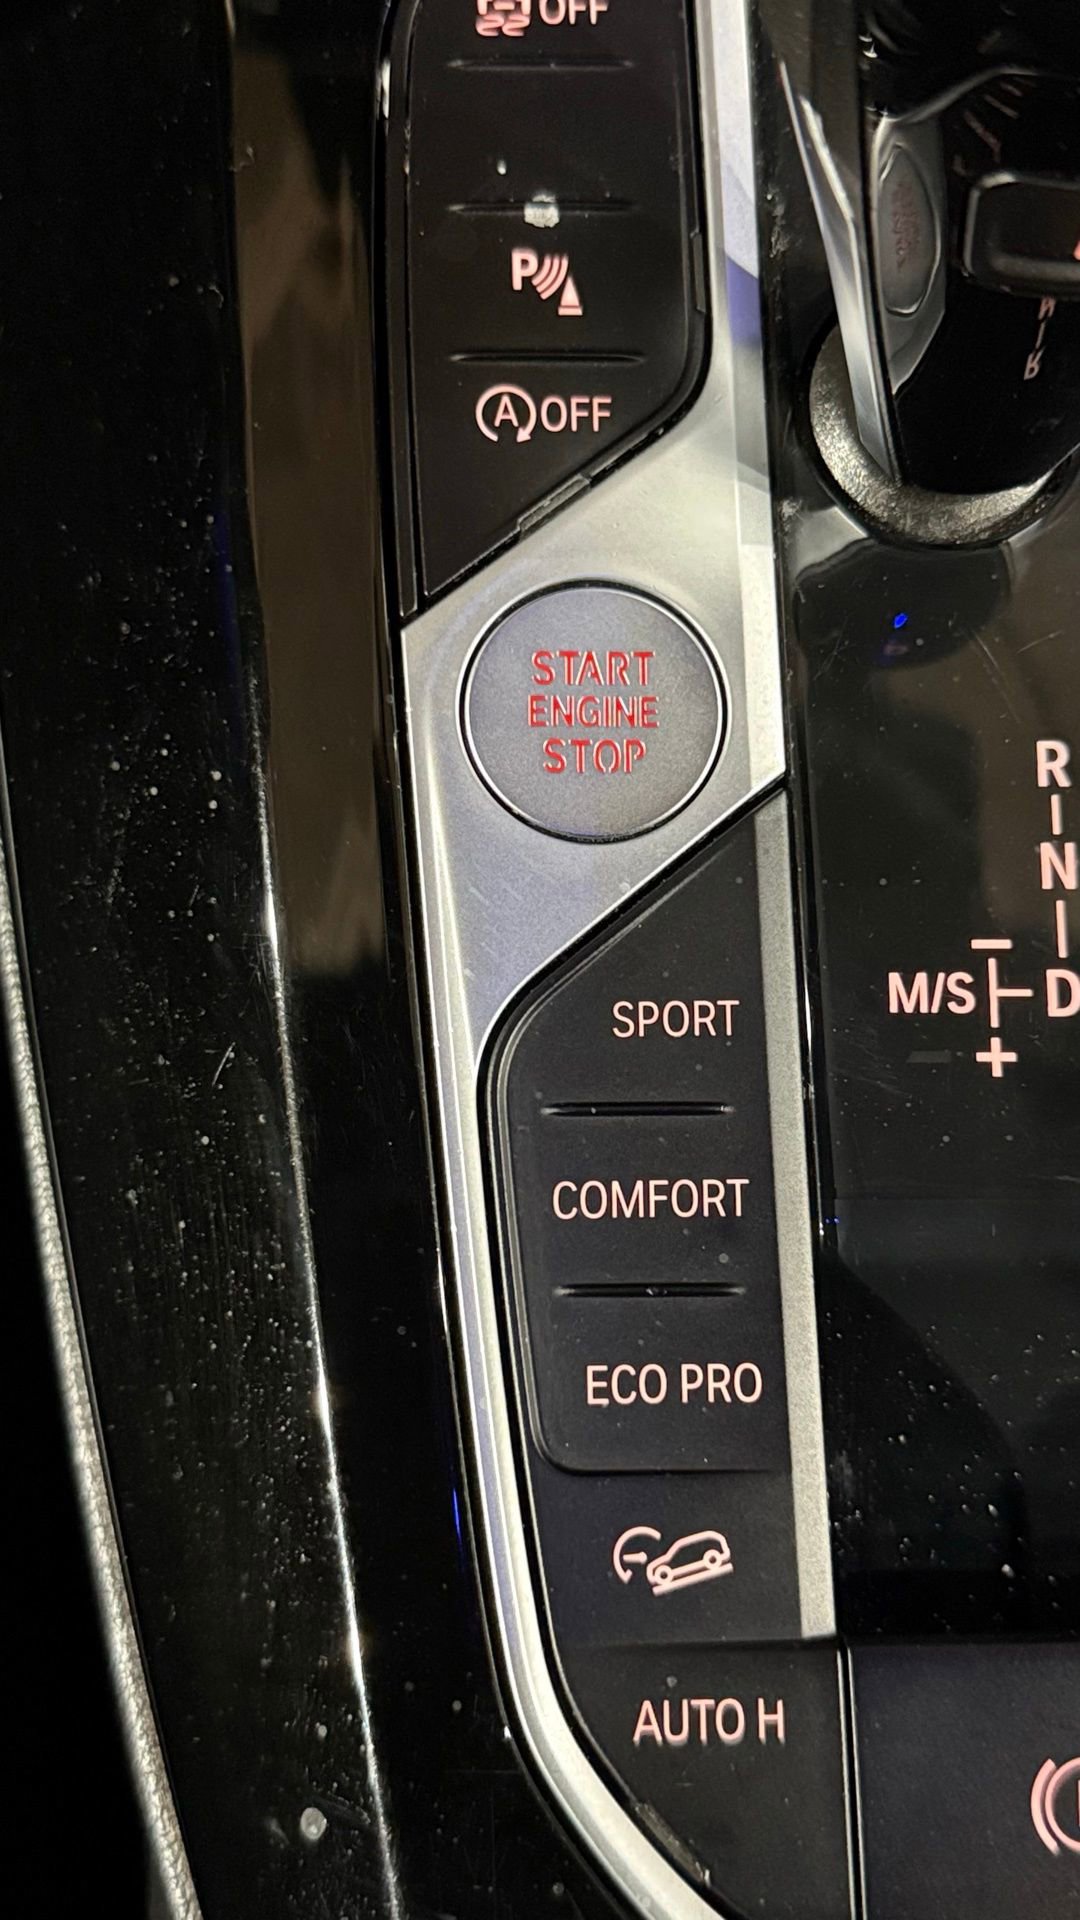 OFF
P
A OFF
START
ENGINE
STOP
R
N
M/S D
+
SPORT
COMFORT
ECO PRO
AUTO H